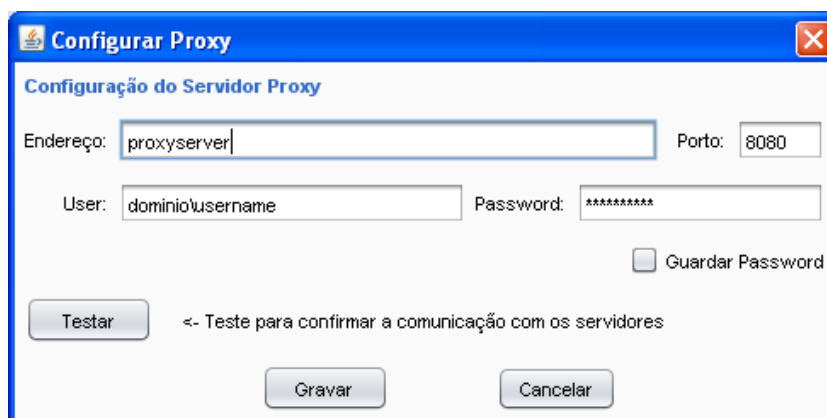 Configurar Proxy
Configuração do Servidor Proxy
Endereço: proxyserver Porto: 8080
User: dominio\username Password: **********
Guardar Password
Testar <- Teste para confirmar a comunicação com os servidores
Gravar Cancelar